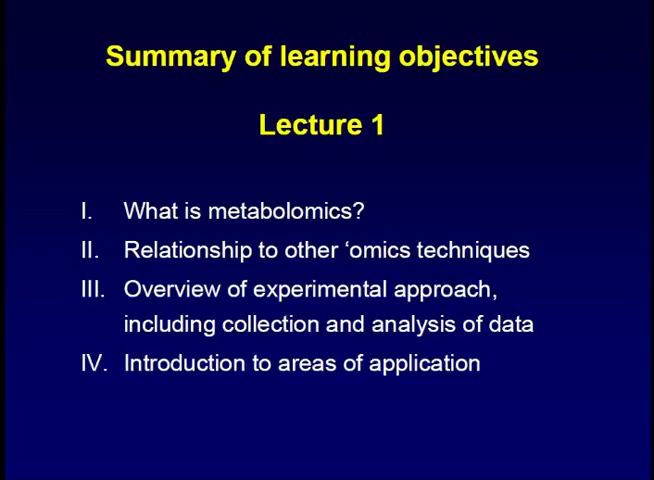 Summary of learning objectives
Lecture 1
I. What is metabolomics?
II. Relationship to other ‘omics techniques
III. Overview of experimental approach,
including collection and analysis of data
IV. Introduction to areas of application